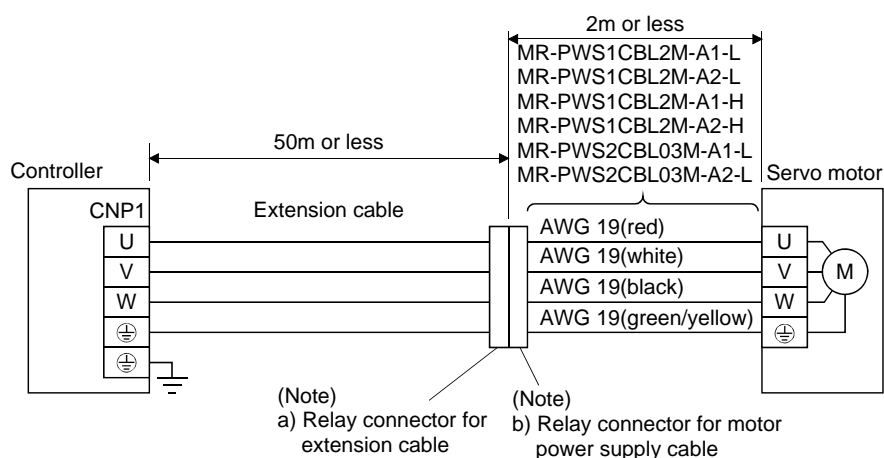 2m or less
MR-PWS1CBL2M-A1-L
MR-PWS1CBL2M-A2-L
MR-PWS1CBL2M-A1-H
MR-PWS1CBL2M-A2-H
MR-PWS2CBL03M-A1-L
MR-PWS2CBL03M-A2-L
50m or less
Controller
Servo motor
CNP1
Extension cable
U
V
W
AWG 19(red)
AWG 19(white)
AWG 19(black)
AWG 19(green/yellow)
U
V
W
M
(Note)
a) Relay connector for
extension cable
(Note)
b) Relay connector for motor
power supply cable